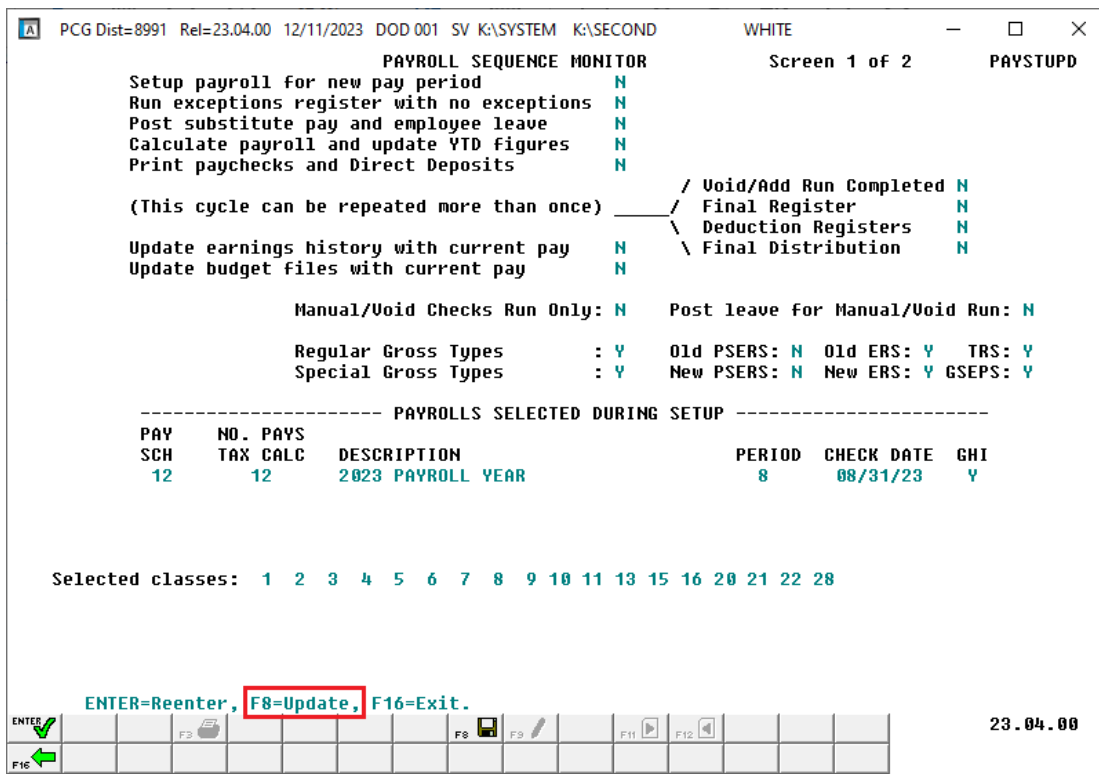 A PCG Dist=8991 Rel=23.04.00 12/11/2023 DOD 001 SV K:\SYSTEM K:\SECOND WHITE
PAYROLL SEQUENCE MONITOR Screen 1 of 2 PAYSTUPD
Setup payroll for new pay period N
Run exceptions register with no exceptions N
Post substitute pay and employee leave N
Calculate payroll and update YTD figures N
Print paychecks and Direct Deposits N
/ Void/Add Run Completed N
(This cycle can be repeated more than once) _____/ Final Register N
\ Deduction Registers N
Update earnings history with current pay N \ Final Distribution N
Update budget files with current pay N
Manual/Void Checks Run Only: N Post leave for Manual/Void Run: N
Regular Gross Types : Y Old PSERS: N Old ERS: Y TRS: Y
Special Gross Types : Y New PSERS: N New ERS: Y GSEPS: Y
---------------------- PAYROLLS SELECTED DURING SETUP -----------------------
PAY NO. PAYS
SCH TAX CALC DESCRIPTION PERIOD CHECK DATE GHI
12 12 2023 PAYROLL YEAR 8 08/31/23 Y
Selected classes: 1 2 3 4 5 6 7 8 9 10 11 13 15 16 20 21 22 28
ENTER=Reenter, F8=Update, F16=Exit.
ENTER F3 F8 F9 F11 F12 23.04.00
F16